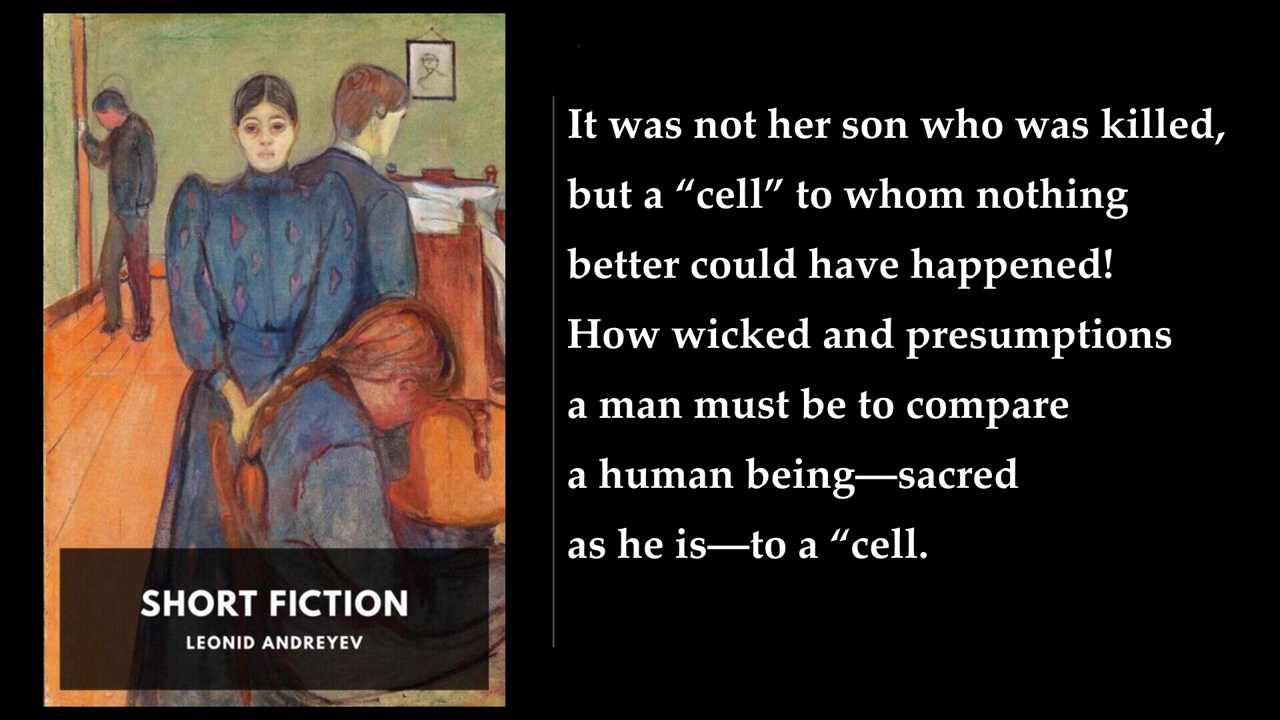 It was not her son who was killed,
but a “cell” to whom nothing
better could have happened!
How wicked and presumptions
a man must be to compare
a human being—sacred
as he is—to a “cell.
SHORT FICTION
LEONID ANDREYEV